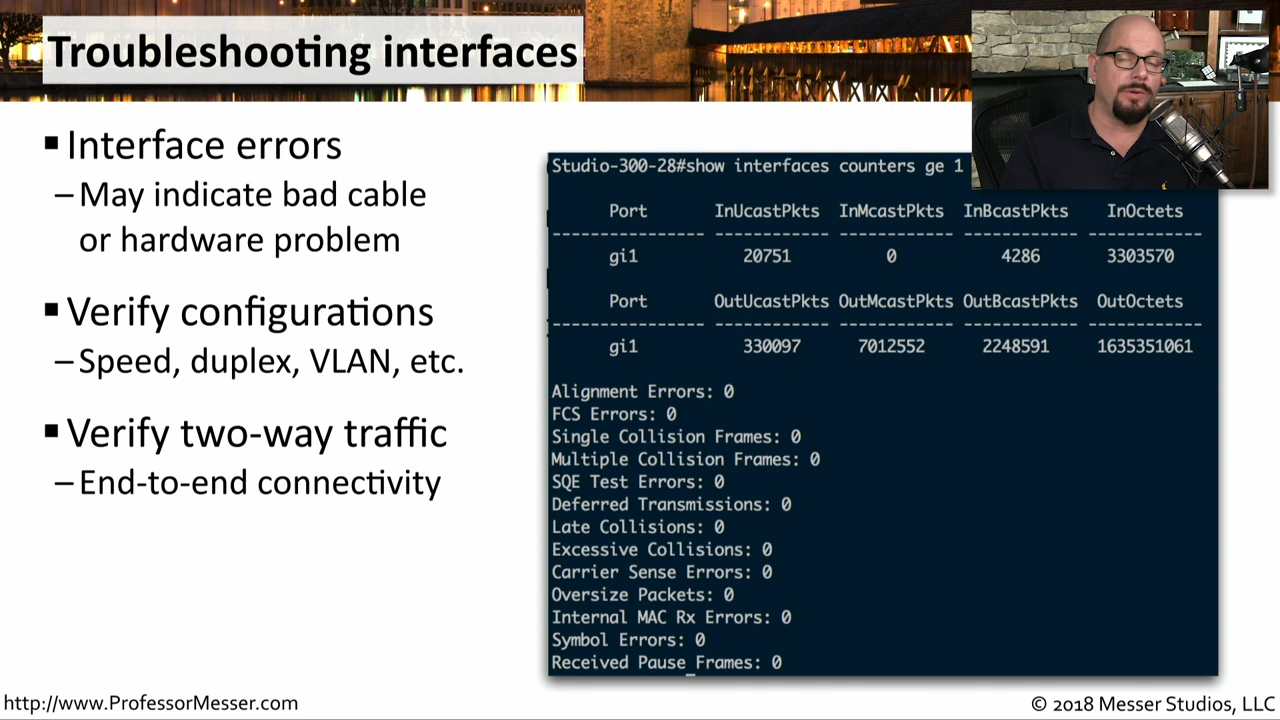 Troubleshooting interfaces
▪ Interface errors
– May indicate bad cable
or hardware problem
▪ Verify configurations
– Speed, duplex, VLAN, etc.
▪ Verify two-way traffic
– End-to-end connectivity
Studio-300-28#show interfaces counters ge 1
Port InUcastPkts InMcastPkts InBcastPkts InOctets
---------------- ------------ ------------ ------------ ------------
gi1 20751 0 4286 3303570
Port OutUcastPkts OutMcastPkts OutBcastPkts OutOctets
---------------- ------------ ------------ ------------ ------------
gi1 330097 7012552 2248591 1635351061
Alignment Errors: 0
FCS Errors: 0
Single Collision Frames: 0
Multiple Collision Frames: 0
SQE Test Errors: 0
Deferred Transmissions: 0
Late Collisions: 0
Excessive Collisions: 0
Carrier Sense Errors: 0
Oversize Packets: 0
Internal MAC Rx Errors: 0
Symbol Errors: 0
Received Pause Frames: 0
http://www.ProfessorMesser.com
© 2018 Messer Studios, LLC